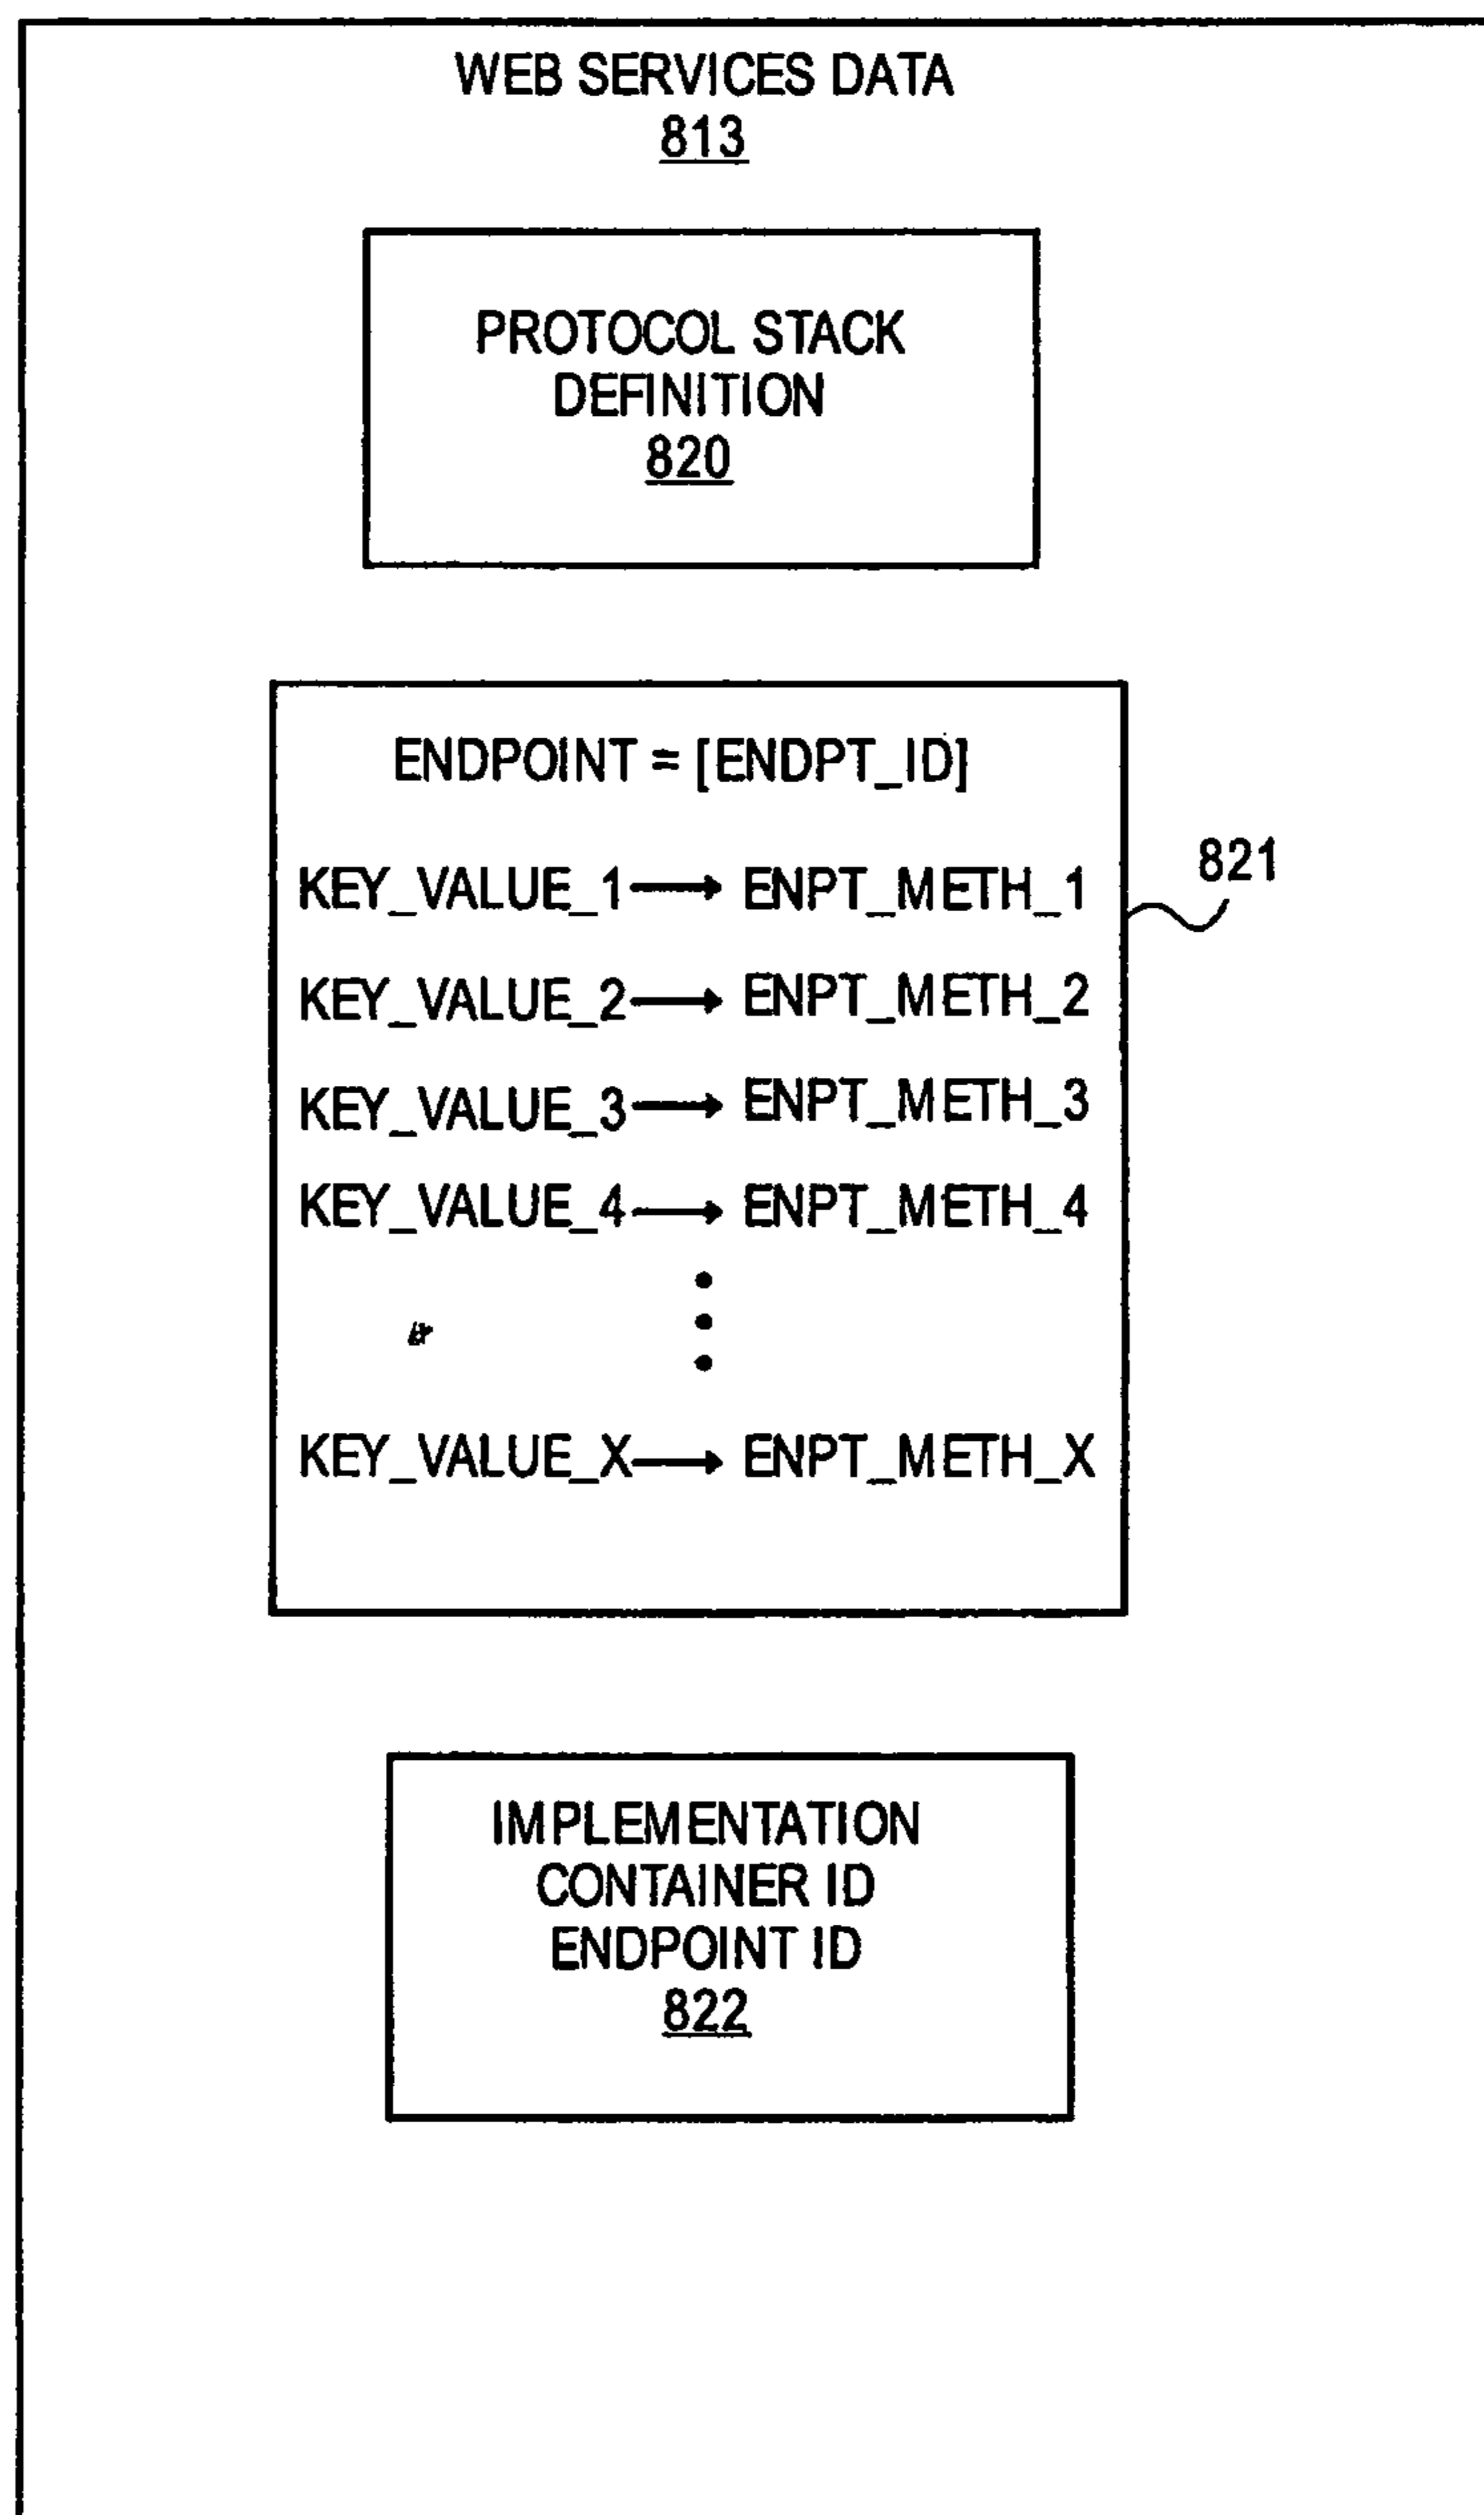 WEB SERVICES DATA
813
PROTOCOL STACK
DEFINITION
820
ENDPOINT = [ENDPT_ID]
KEY_VALUE_1 → ENPT_METH_1
821
KEY_VALUE_2 → ENPT_METH_2
KEY_VALUE_3 → ENPT_METH_3
KEY_VALUE_4 → ENPT_METH_4
KEY_VALUE_X → ENPT_METH_X
IMPLEMENTATION
CONTAINER ID
ENDPOINT ID
822